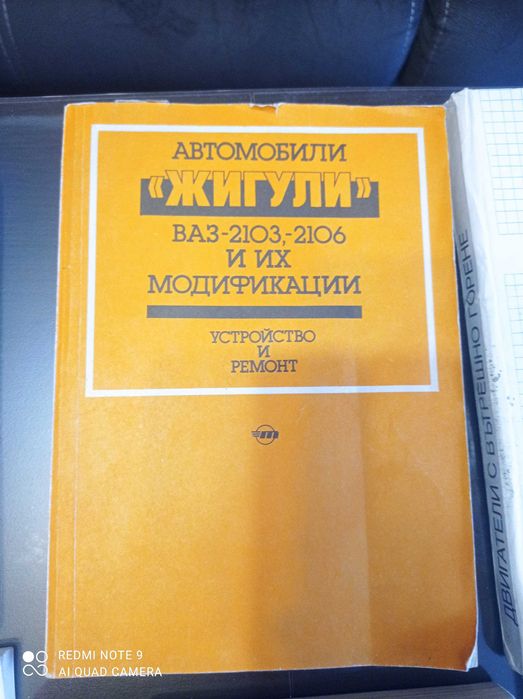 АВТОМОБИЛИ
«ЖИГУЛИ»
ВАЗ-2103,-2106
И ИХ
МОДИФИКАЦИИ
УСТРОЙСТВО
И
РЕМОНТ
m
ДВИГАТЕЛИ С ВЪТРЕШНО ГОРЕНЕ
REDMI NOTE 9
AI QUAD CAMERA